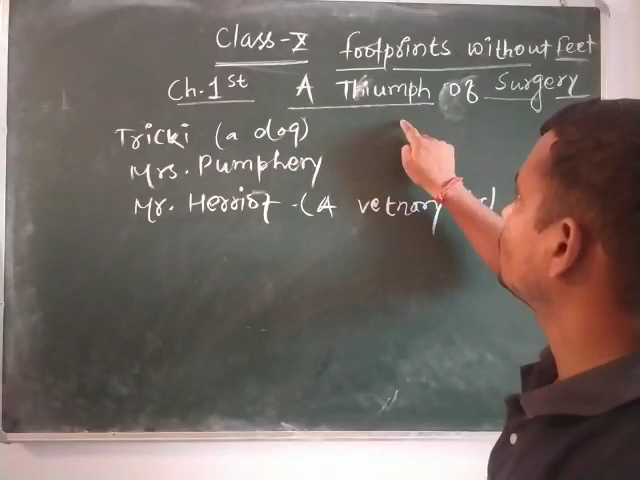 Class-X footprints without feet
Ch. 1st A Thiumph of Surgery
Tricki (a dog)
Mrs. Pumphery
Mr. Herriot - (A vetnary